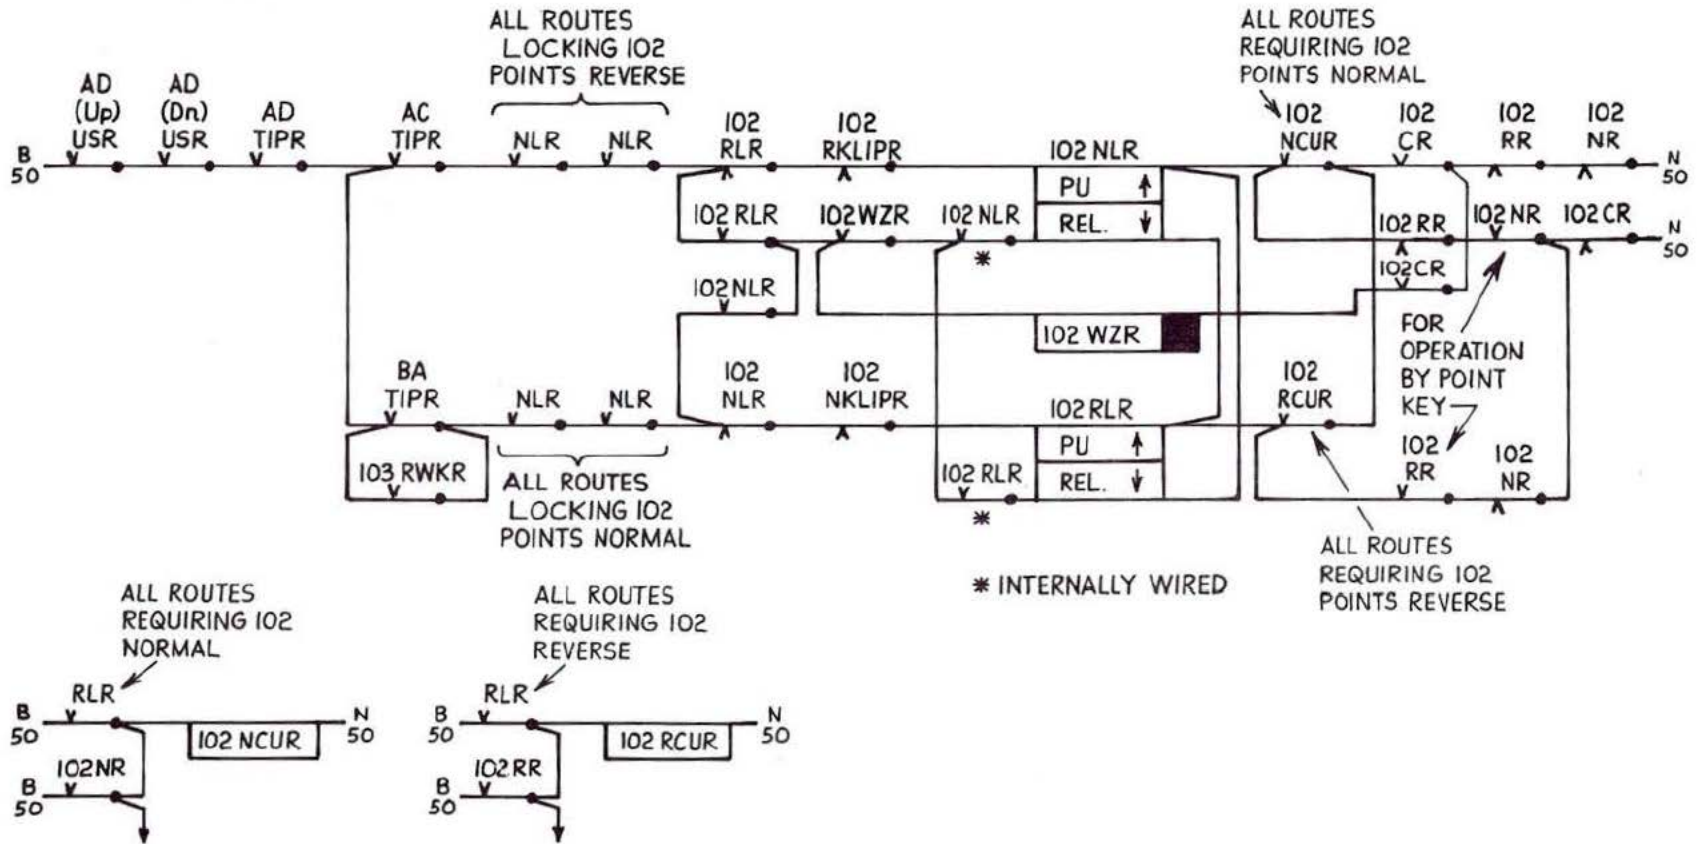 ALL ROUTES
LOCKING 102
POINTS REVERSE
ALL ROUTES
REQUIRING 102
POINTS NORMAL
AD
(Up)
USR
AD
(Dn)
USR
AD
TIPR
AC
TIPR
NLR
NLR
102
RLR
102
RKLIPR
102 NLR
102
NCUR
102
CR
102
RR
102
NR
B
50
N
50
PU
REL.
102 RLR
102 WZR
102 NLR
*
102 RR
102 NR
102 CR
N
50
102 NLR
102 CR
102 WZR
FOR
OPERATION
BY POINT
KEY
BA
TIPR
NLR
NLR
102
NLR
102
NKLIPR
102 RLR
102
RCUR
PU
REL.
103 RWKR
102 RLR
*
102
RR
102
NR
ALL ROUTES
LOCKING 102
POINTS NORMAL
ALL ROUTES
REQUIRING 102
POINTS REVERSE
* INTERNALLY WIRED
ALL ROUTES
REQUIRING 102
NORMAL
RLR
B
50
N
50
102 NCUR
102 NR
B
50
ALL ROUTES
REQUIRING 102
REVERSE
RLR
B
50
N
50
102 RCUR
102 RR
B
50